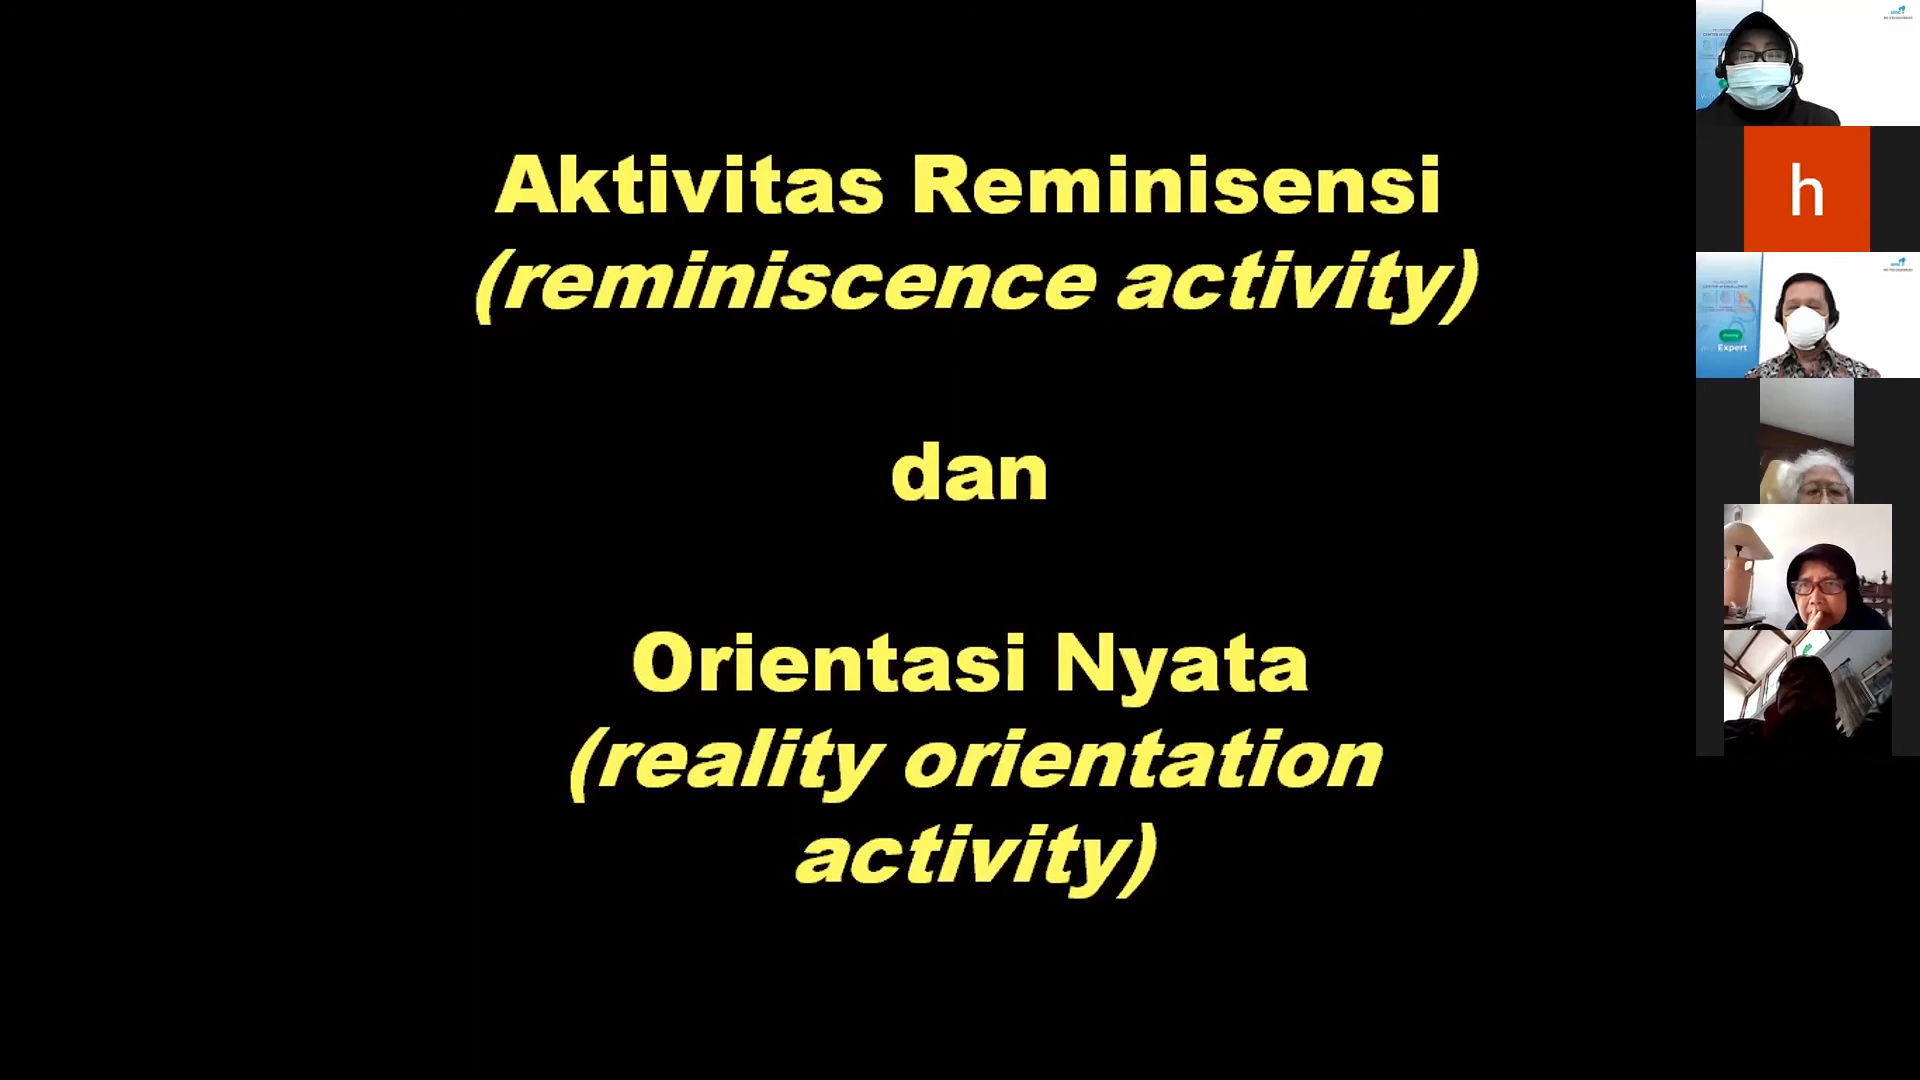 Aktivitas Reminisensi
(reminiscence activity)
dan
Orientasi Nyata
(reality orientation
activity)
h
Expert